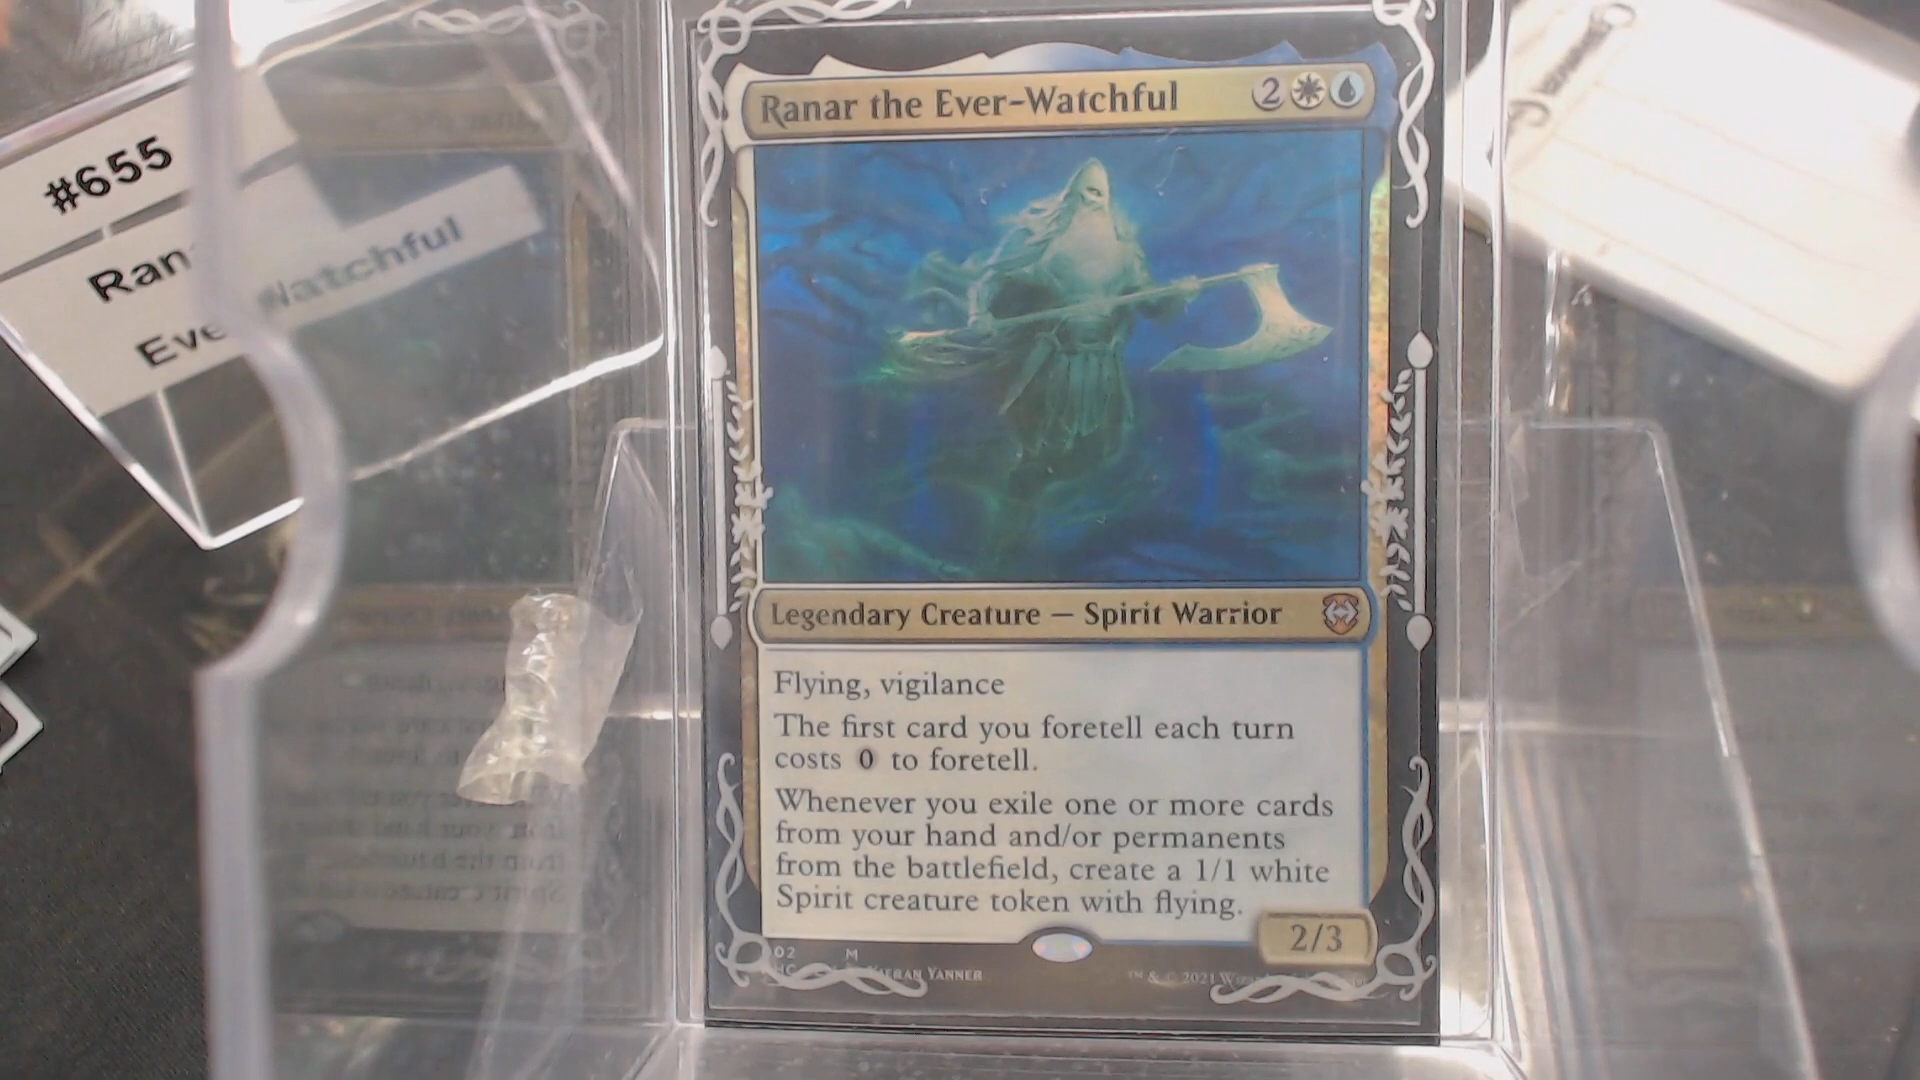 #655
Ran
Eve Watchful
Ranar the Ever-Watchful 2
Legendary Creature — Spirit Warrior
Flying, vigilance
The first card you foretell each turn
costs 0 to foretell.
Whenever you exile one or more cards
from your hand and/or permanents
from the battlefield, create a 1/1 white
Spirit creature token with flying.
2/3
02 M
Yanner
™ & © 2021